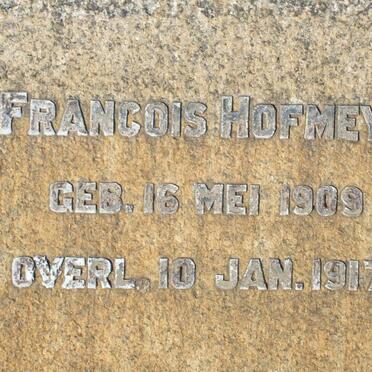 FRANCOIS HOFMEY
GEB. 16 MEI 1909
OVERL. 10 JAN. 1917